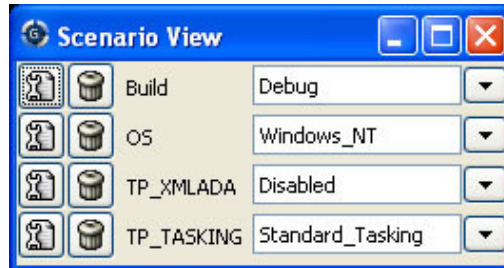 Scenario View
Build Debug
OS Windows_NT
TP_XMLADA Disabled
TP_TASKING Standard_Tasking